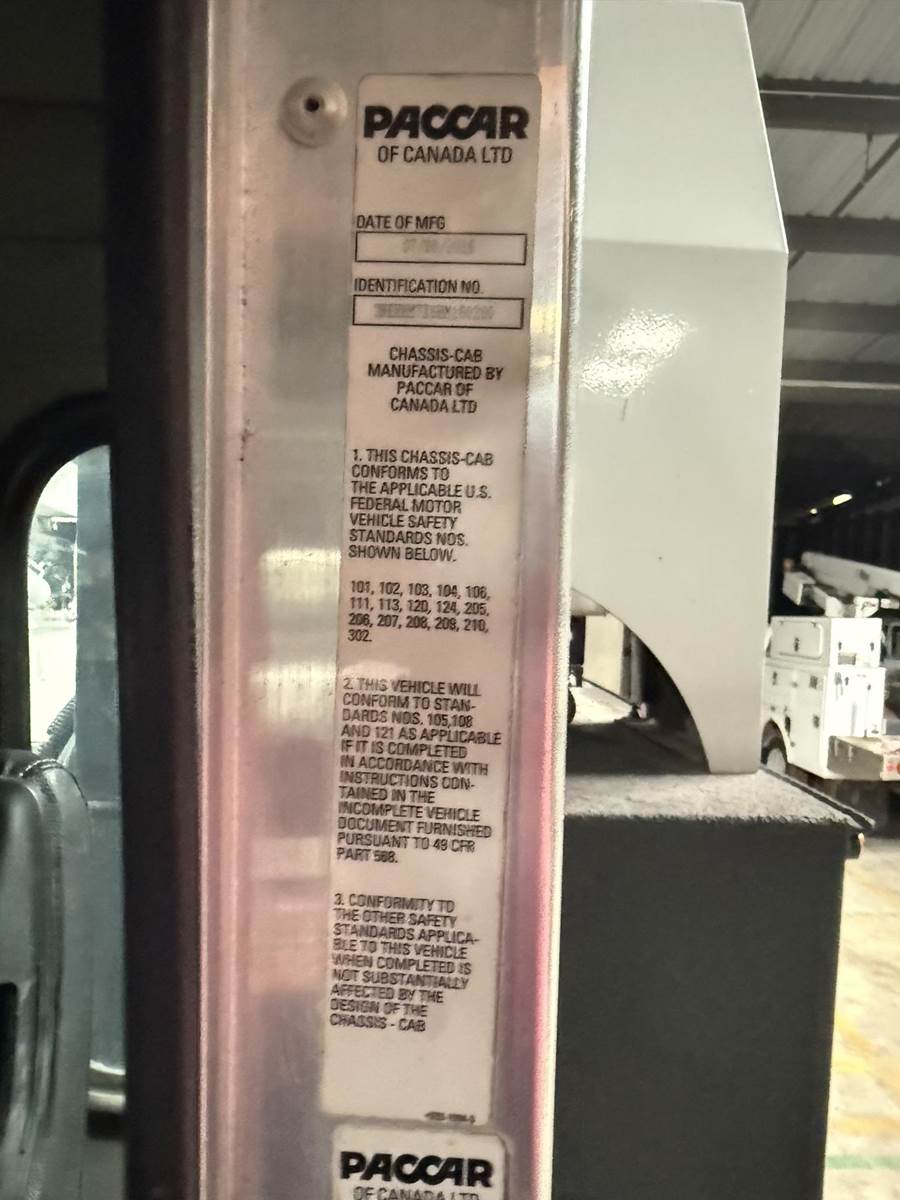 PACCAR
OF CANADA LTD
DATE OF MFG
IDENTIFICATION NO.
CHASSIS-CAB
MANUFACTURED BY
PACCAR OF
CANADA LTD
1. THIS CHASSIS-CAB
CONFORMS TO
THE APPLICABLE U.S.
FEDERAL MOTOR
VEHICLE SAFETY
STANDARDS NOS.
SHOWN BELOW.
101, 102, 103, 104, 106,
111, 113, 120, 124, 205,
206, 207, 208, 209, 210,
302.
2. THIS VEHICLE WILL
CONFORM TO STAN-
DARDS NOS. 105,108
AND 121 AS APPLICABLE
IF IT IS COMPLETED
IN ACCORDANCE WITH
INSTRUCTIONS CON-
TAINED IN THE
INCOMPLETE VEHICLE
DOCUMENT FURNISHED
PURSUANT TO 49 CFR
PART 568.
3. CONFORMITY TO
THE OTHER SAFETY
STANDARDS APPLICA-
BLE TO THIS VEHICLE
WHEN COMPLETED IS
NOT SUBSTANTIALLY
AFFECTED BY THE
DESIGN OF THE
CHASSIS - CAB
PACCAR
OF CANADA LTD